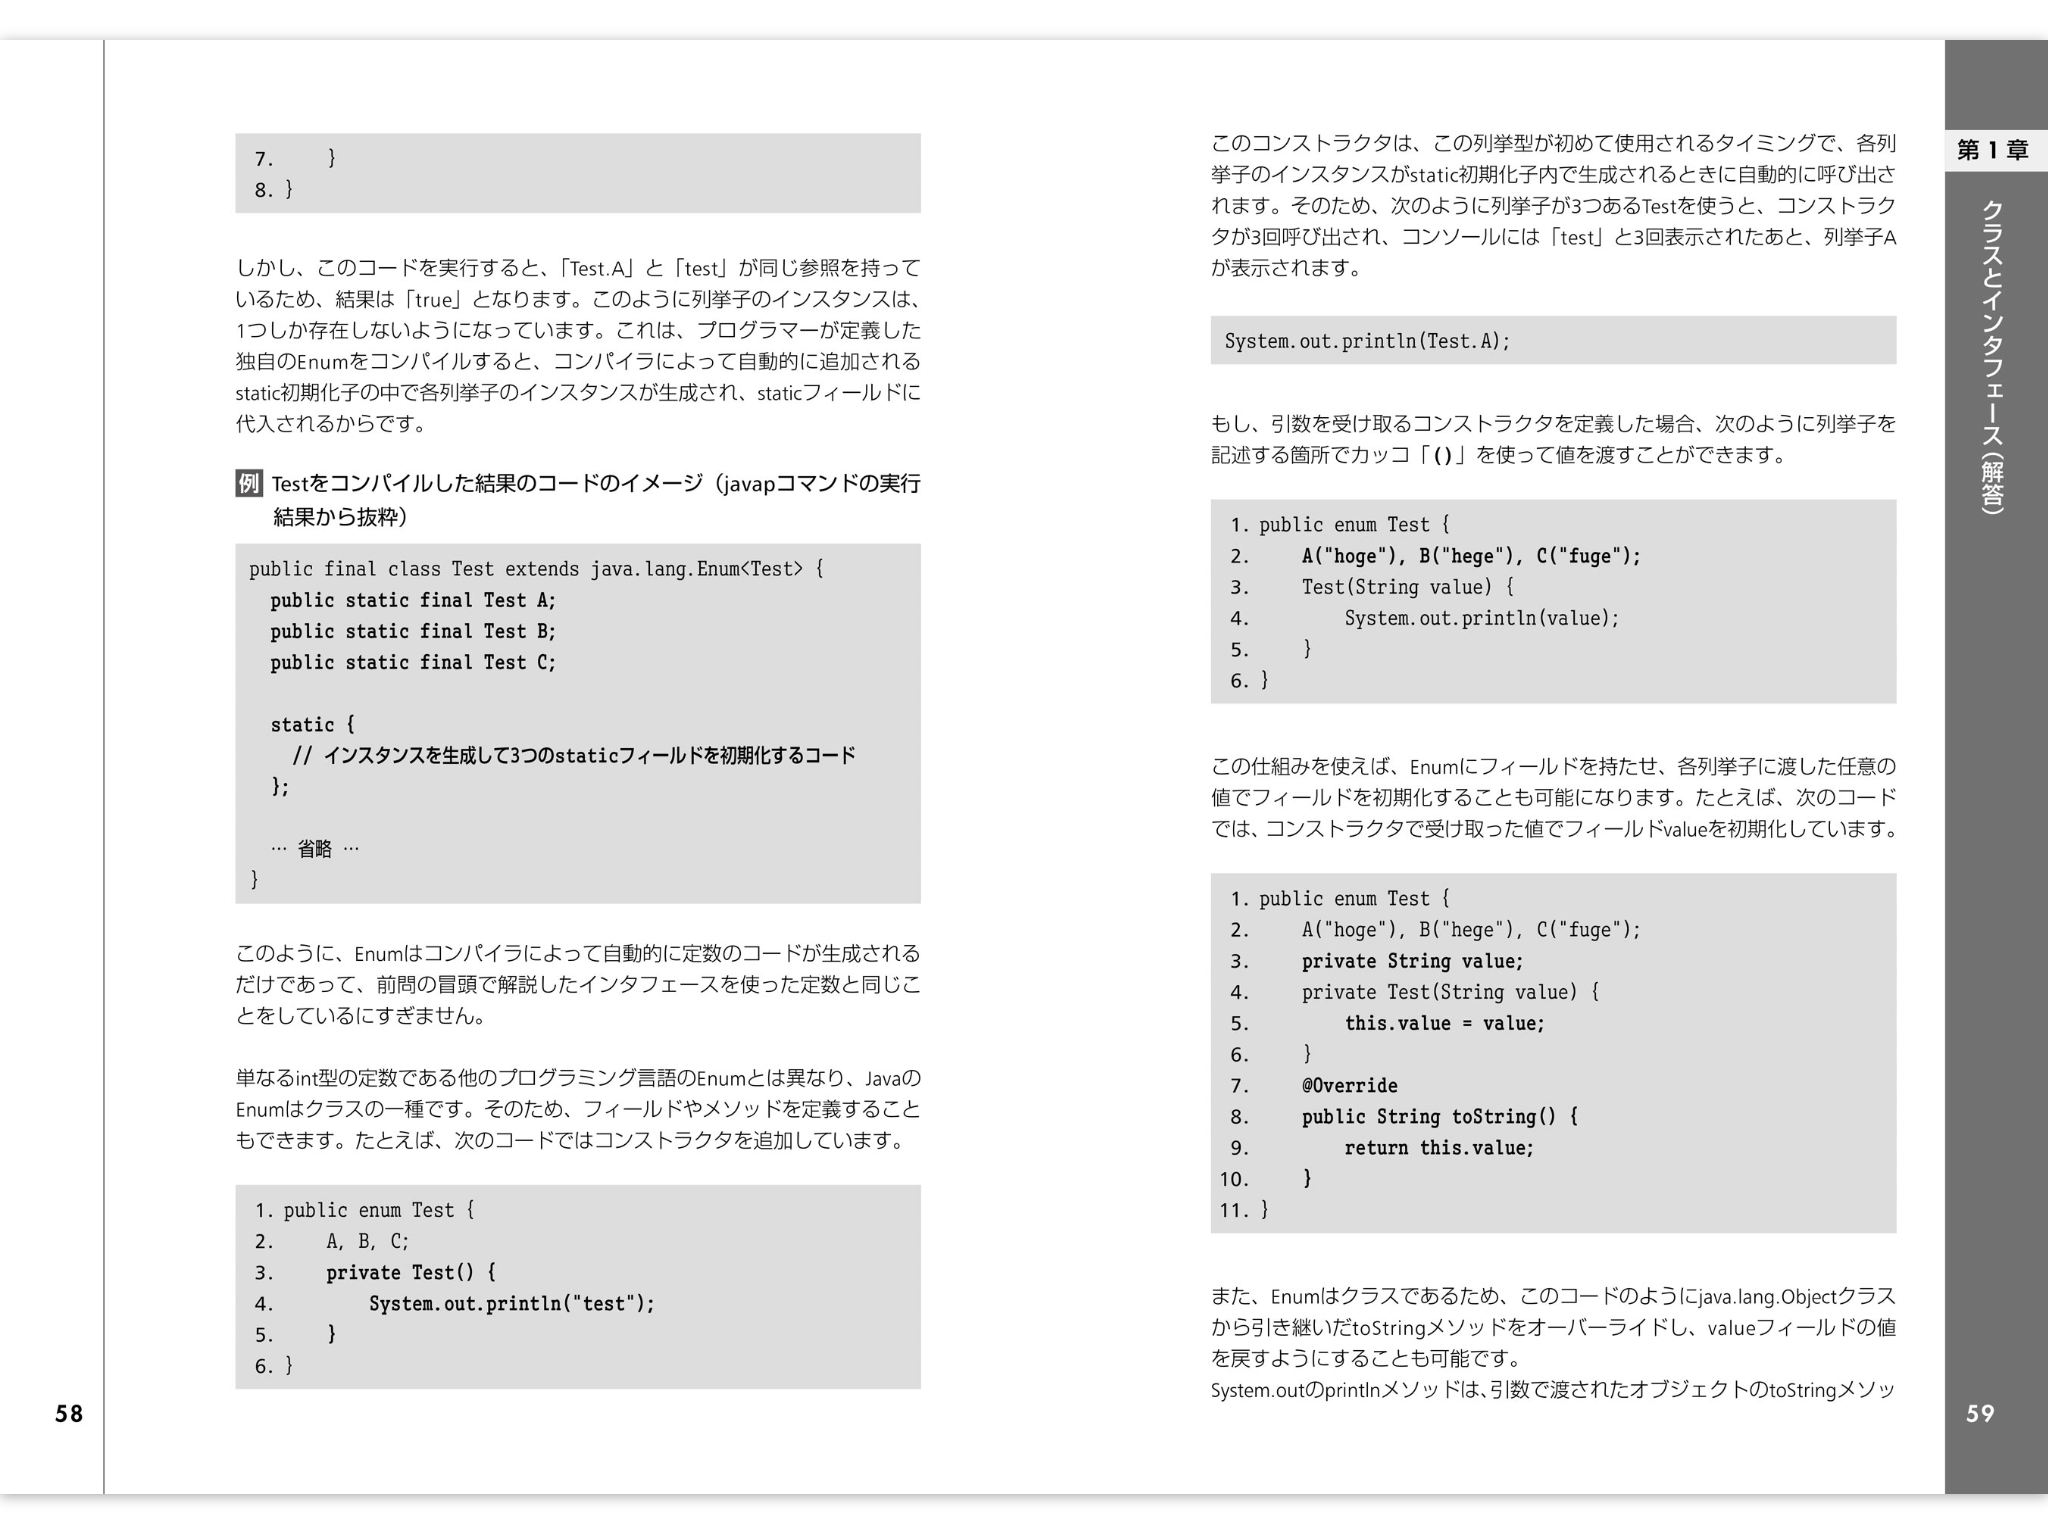 7.     }
8. }
しかし、このコードを実行すると、「Test.A」と「test」が同じ参照を持って
いるため、結果は「true」となります。このように列挙子のインスタンスは、
1つしか存在しないようになっています。これは、プログラマーが定義した
独自のEnumをコンパイルすると、コンパイラによって自動的に追加される
static初期化子の中で各列挙子のインスタンスが生成され、staticフィールドに
代入されるからです。
例 Testをコンパイルした結果のコードのイメージ（javapコマンドの実行
結果から抜粋）
public final class Test extends java.lang.Enum<Test> {
  public static final Test A;
  public static final Test B;
  public static final Test C;
  static {
    // インスタンスを生成して3つのstaticフィールドを初期化するコード
  };
  … 省略 …
}
このように、Enumはコンパイラによって自動的に定数のコードが生成される
だけであって、前問の冒頭で解説したインタフェースを使った定数と同じこ
とをしているにすぎません。
単なるint型の定数である他のプログラミング言語のEnumとは異なり、Javaの
Enumはクラスの一種です。そのため、フィールドやメソッドを定義すること
もできます。たとえば、次のコードではコンストラクタを追加しています。
1. public enum Test {
2.     A, B, C;
3.     private Test() {
4.         System.out.println("test");
5.     }
6. }
58
このコンストラクタは、この列挙型が初めて使用されるタイミングで、各列
挙子のインスタンスがstatic初期化子内で生成されるときに自動的に呼び出さ
れます。そのため、次のように列挙子が3つあるTestを使うと、コンストラク
タが3回呼び出され、コンソールには「test」と3回表示されたあと、列挙子A
が表示されます。
System.out.println(Test.A);
もし、引数を受け取るコンストラクタを定義した場合、次のように列挙子を
記述する箇所でカッコ「()」を使って値を渡すことができます。
1. public enum Test {
2.     A("hoge"), B("hege"), C("fuge");
3.     Test(String value) {
4.         System.out.println(value);
5.     }
6. }
この仕組みを使えば、Enumにフィールドを持たせ、各列挙子に渡した任意の
値でフィールドを初期化することも可能になります。たとえば、次のコード
では、コンストラクタで受け取った値でフィールドvalueを初期化しています。
1. public enum Test {
2.     A("hoge"), B("hege"), C("fuge");
3.     private String value;
4.     private Test(String value) {
5.         this.value = value;
6.     }
7.     @Override
8.     public String toString() {
9.         return this.value;
10.     }
11. }
また、Enumはクラスであるため、このコードのようにjava.lang.Objectクラス
から引き継いだtoStringメソッドをオーバーライドし、valueフィールドの値
を戻すようにすることも可能です。
System.outのprintlnメソッドは、引数で渡されたオブジェクトのtoStringメソッ
第1章
クラスとインタフェース（解答）
59